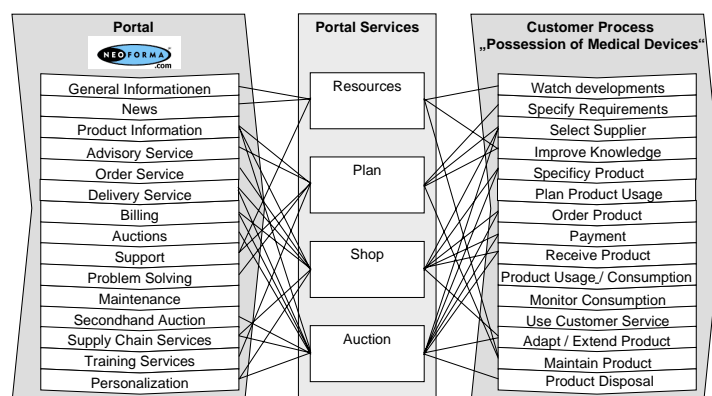 Portal
NEOFORMA
.com
General Informationen
News
Product Information
Advisory Service
Order Service
Delivery Service
Billing
Auctions
Support
Problem Solving
Maintenance
Secondhand Auction
Supply Chain Services
Training Services
Personalization
Portal Services
Resources
Plan
Shop
Auction
Customer Process
„Possession of Medical Devices“
Watch developments
Specify Requirements
Select Supplier
Improve Knowledge
Specificy Product
Plan Product Usage
Order Product
Payment
Receive Product
Product Usage / Consumption
Monitor Consumption
Use Customer Service
Adapt / Extend Product
Maintain Product
Product Disposal